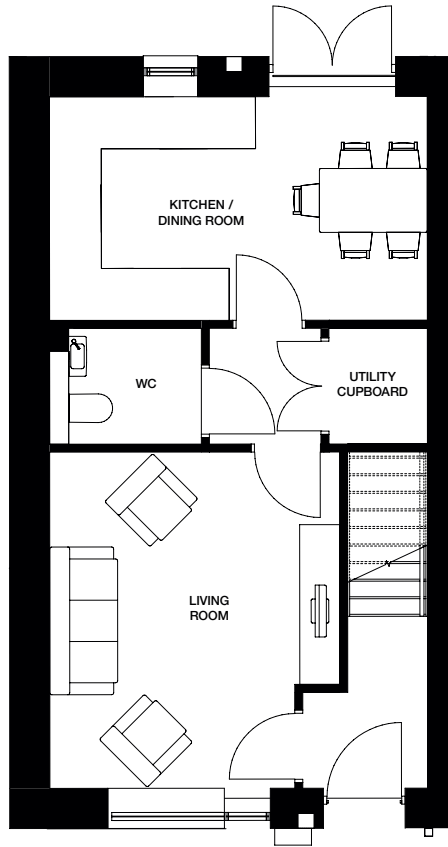 KITCHEN /
DINING ROOM
WC
UTILITY
CUPBOARD
LIVING
ROOM